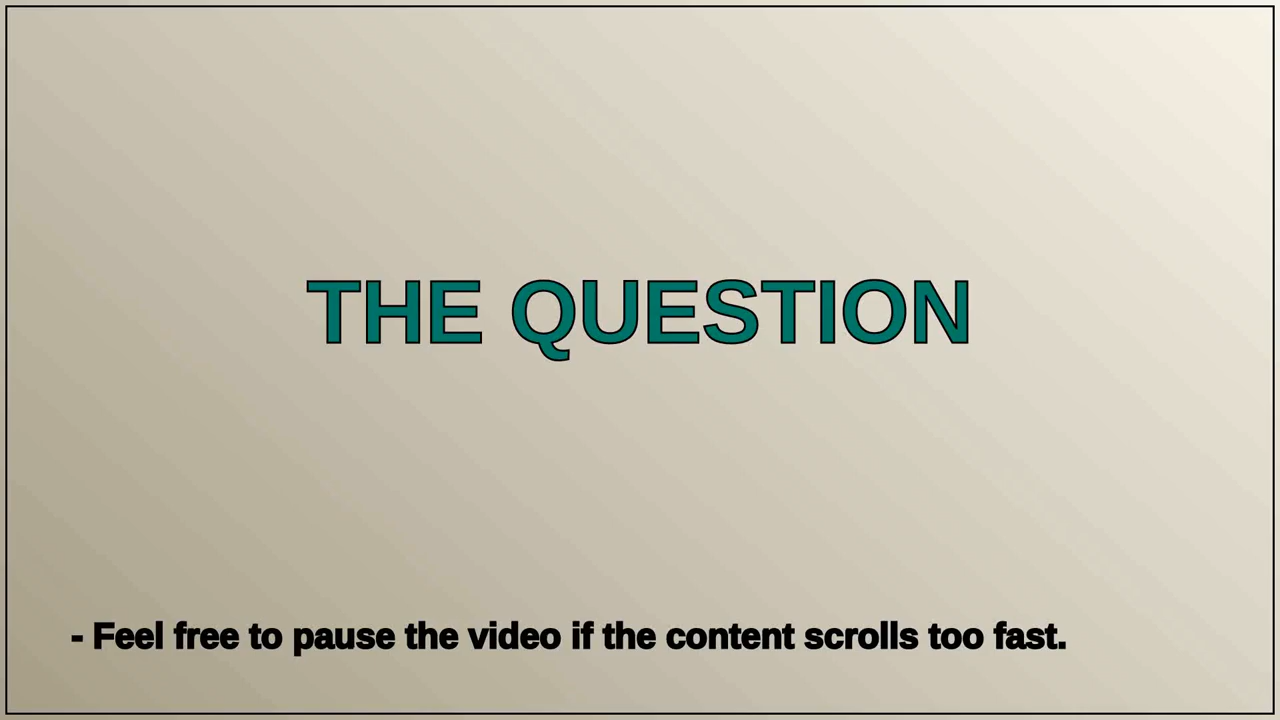 THE QUESTION
- Feel free to pause the video if the content scrolls too fast.